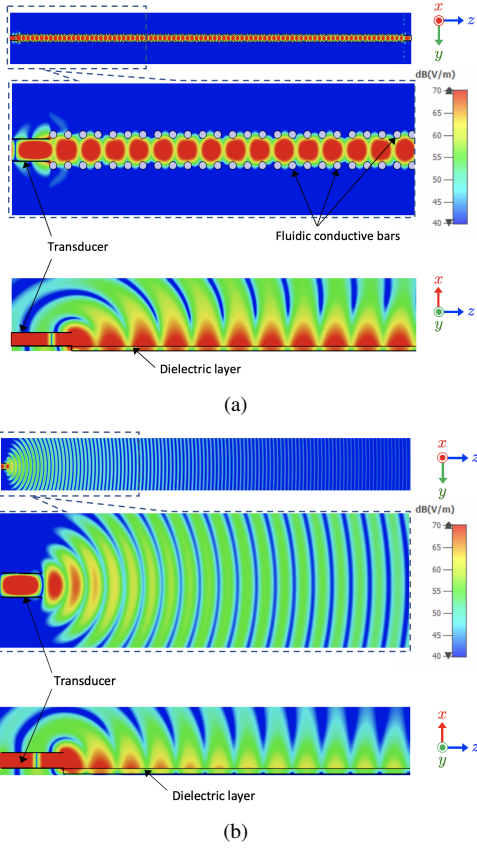 x
z
y
dB(V/m)
70
65
60
55
50
45
40
Transducer
Fluidic conductive bars
x
y
z
Dielectric layer
(a)
x
z
y
dB(V/m)
70
65
60
55
50
45
40
Transducer
x
y
z
Dielectric layer
(b)